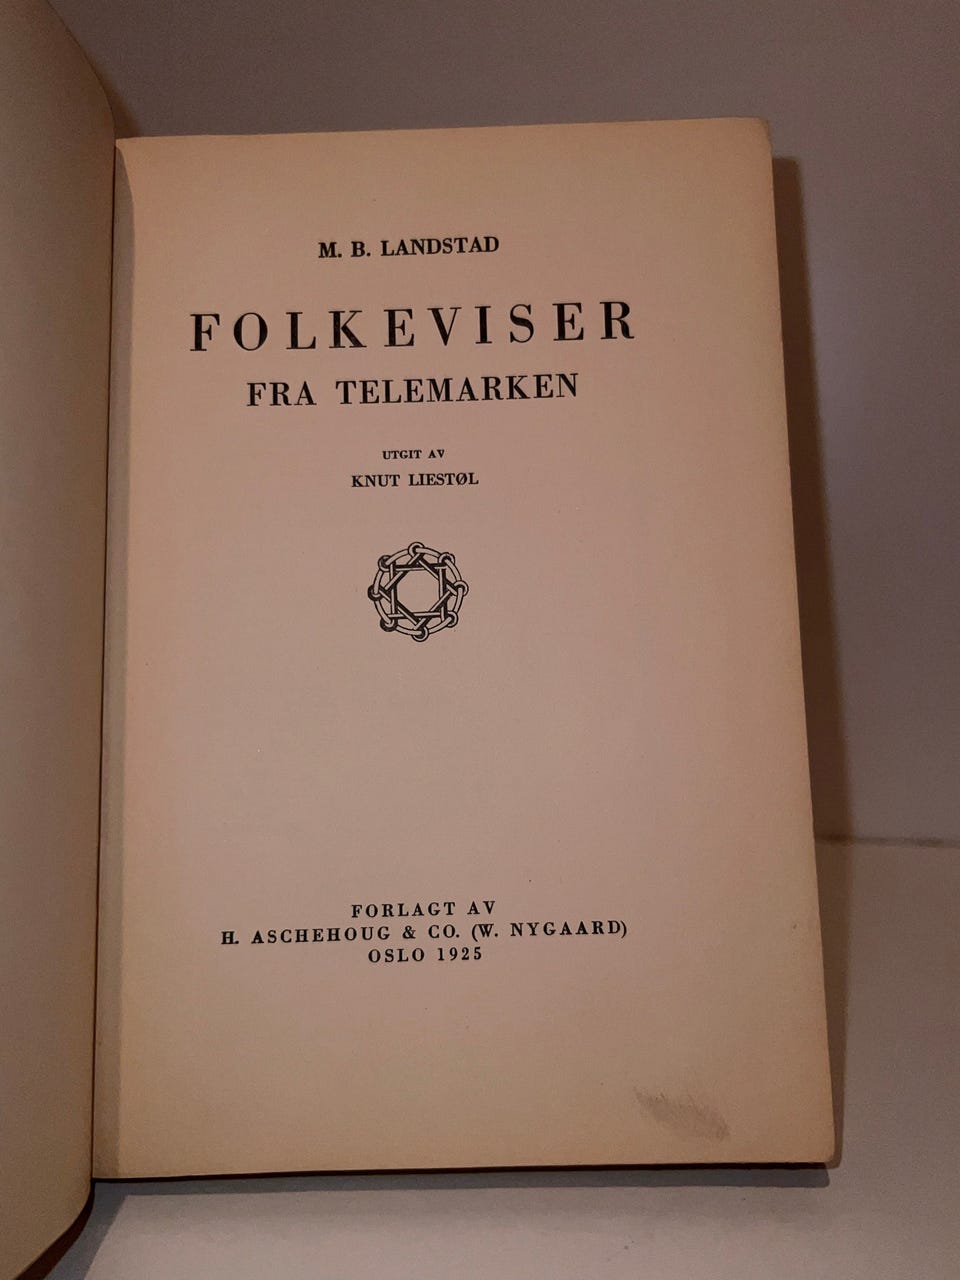 M. B. LANDSTAD
FOLKEVISER
FRA TELEMARKEN
UTGIT AV
KNUT LIESTØL
FORLAGT AV
H. ASCHEHOUG & CO. (W. NYGAARD)
OSLO 1925